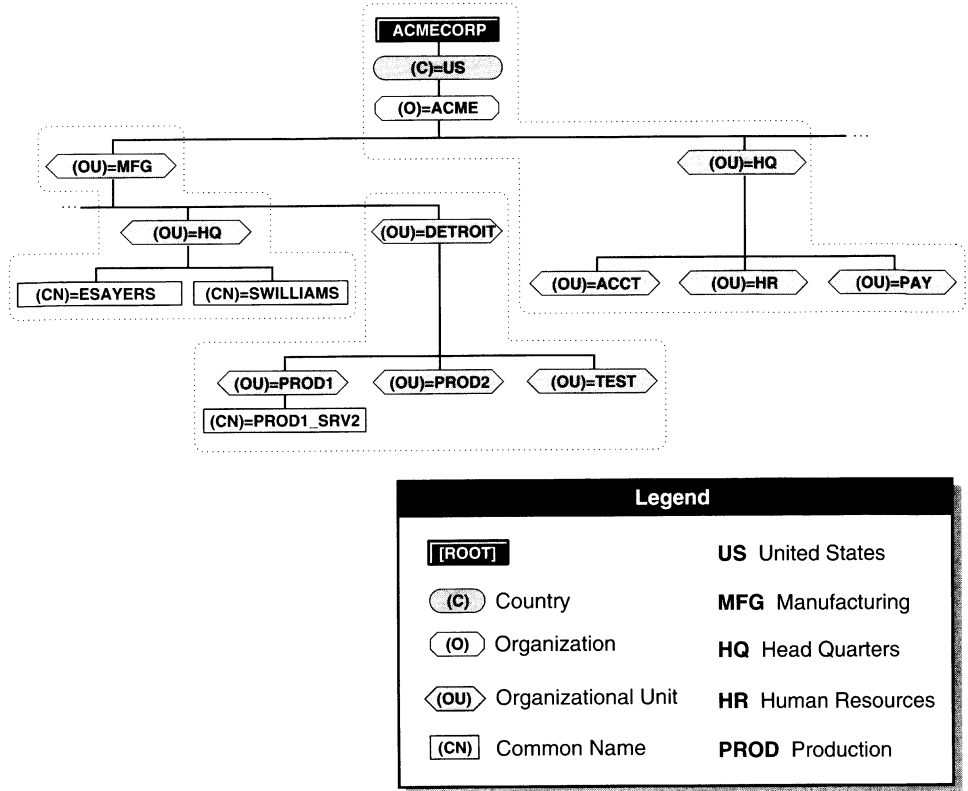 ACMECORP
(C)=US
(O)=ACME
(OU)=MFG
(OU)=HQ
(OU)=HQ
(OU)=DETROIT
(CN)=ESAYERS
(CN)=SWILLIAMS
(OU)=ACCT
(OU)=HR
(OU)=PAY
(OU)=PROD1
(OU)=PROD2
(OU)=TEST
(CN)=PROD1_SRV2
Legend
[ROOT]
(C) Country
(O) Organization
(OU) Organizational Unit
(CN) Common Name
US United States
MFG Manufacturing
HQ Head Quarters
HR Human Resources
PROD Production